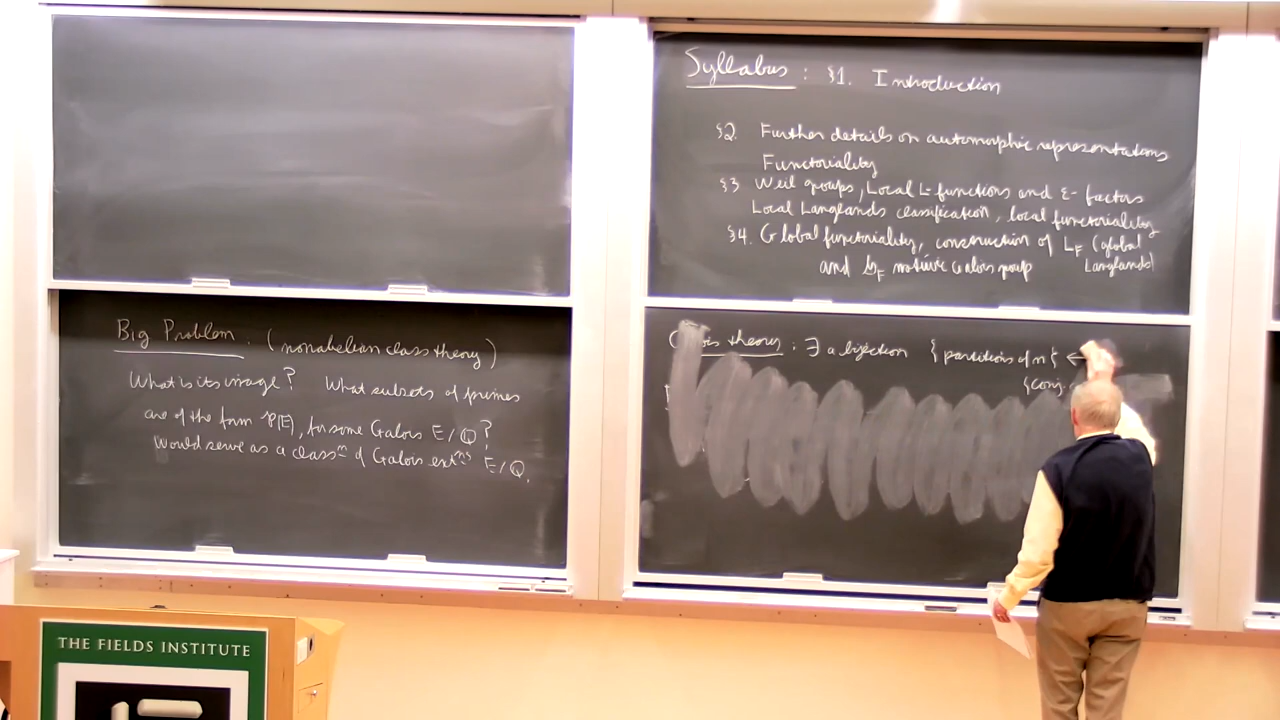 Big Problem. (nonabelian class theory)
What is its image? What subsets of primes
are of the form P(E), for some Galois E/Q?
Would serve as a class^n of Galois ext^ns E/Q.
Syllabus: §1. Introduction
§2. Further details on automorphic representations
Functoriality
§3 Weil groups, Local L-functions and ε-factors
Local Langlands classification, local functoriality
§4. Global functoriality, construction of L_F (global
and G_F motivic Galois group Langlands)
theory: ∃ a bijection {partitions of n} ←
{conj.
THE FIELDS INSTITUTE